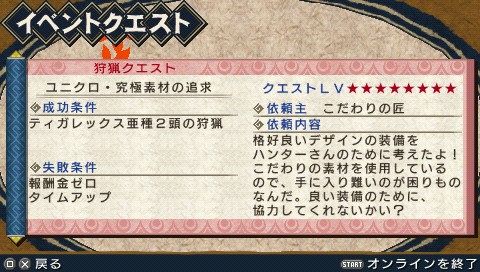 イベントクエスト
狩猟クエスト
ユニクロ・究極素材の追求
成功条件
ティガレックス亜種2頭の狩猟
失敗条件
報酬金ゼロ
タイムアップ
クエストLV★★★★★★★★
依頼主 こだわりの匠
依頼内容
格好良いデザインの装備を
ハンターさんのために考えたよ!
こだわりの素材を使用している
ので、手に入り難いのが困りもの
なんだ。良い装備のために、
協力してくれないかい?
戻る
START オンラインを終了